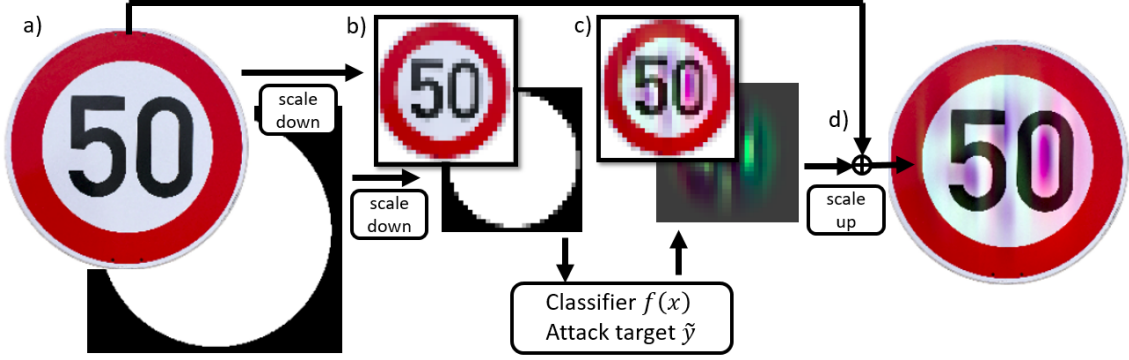 a)
b)
c)
d)
50
50
50
50
scale
down
scale
down
scale
up
Classifier f(x)
Attack target ỹ